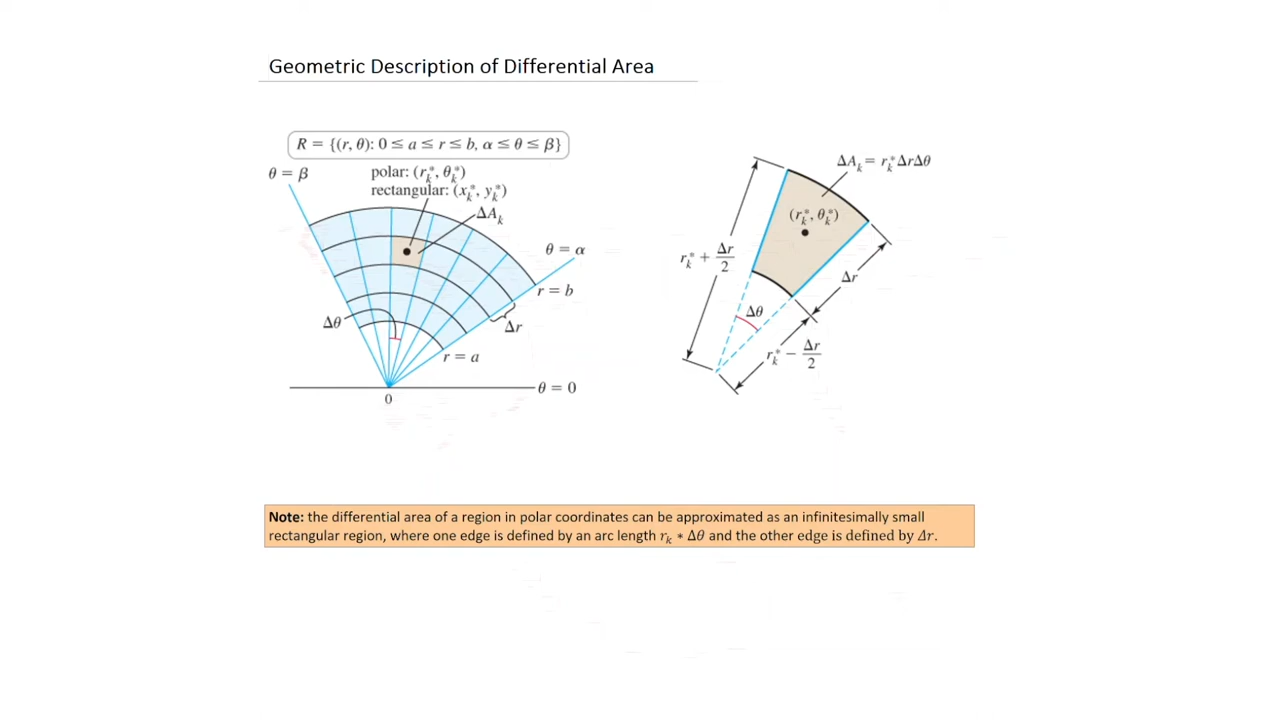 Geometric Description of Differential Area
R = {(r, θ): 0 ≤ a ≤ r ≤ b, α ≤ θ ≤ β}
θ = β
polar: (r*ₖ, θ*ₖ)
rectangular: (x*ₖ, y*ₖ)
ΔAₖ
θ = α
r = b
Δθ
Δr
r = a
θ = 0
0
ΔAₖ = r*ₖ Δr Δθ
(r*ₖ, θ*ₖ)
r*ₖ + Δr/2
Δr
Δθ
r*ₖ − Δr/2
Note: the differential area of a region in polar coordinates can be approximated as an infinitesimally small
rectangular region, where one edge is defined by an arc length rₖ * Δθ and the other edge is defined by Δr.